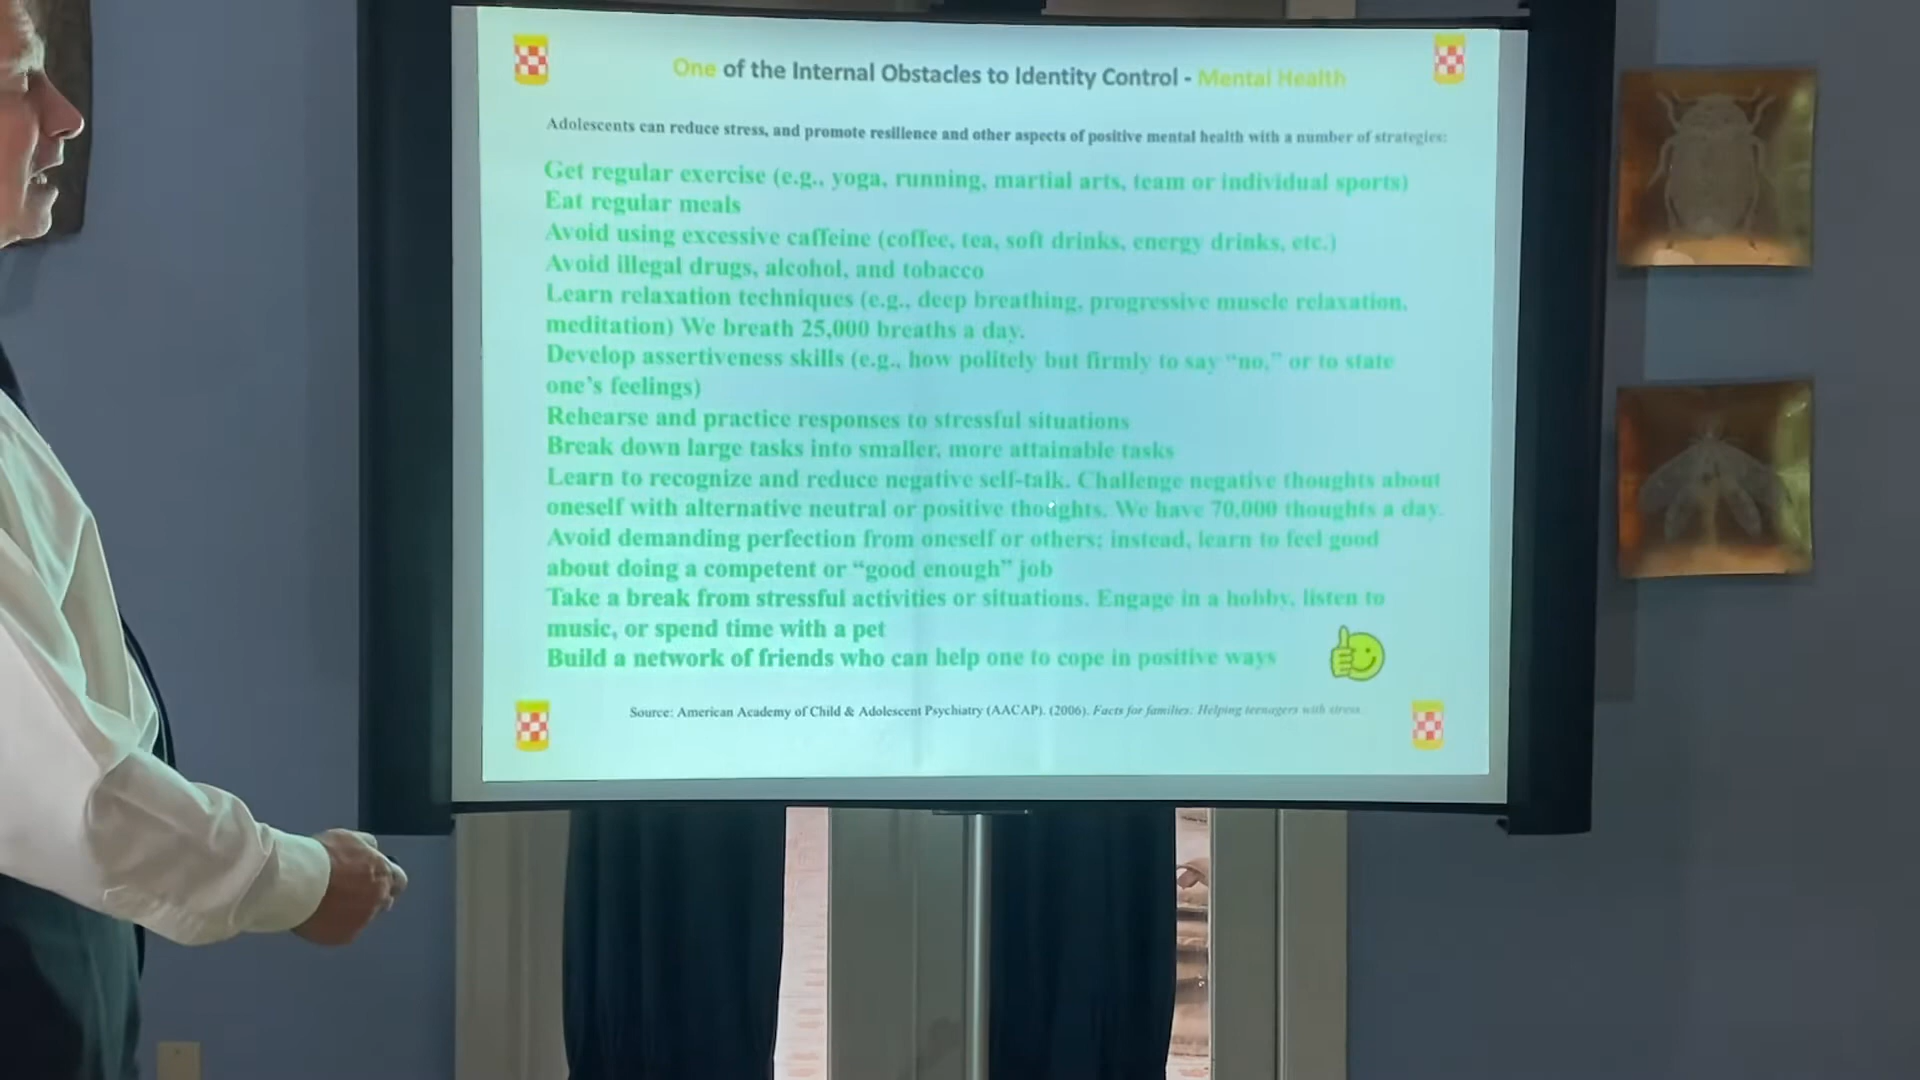 One of the Internal Obstacles to Identity Control - Mental Health
Adolescents can reduce stress, and promote resilience and other aspects of positive mental health with a number of strategies:
Get regular exercise (e.g., yoga, running, martial arts, team or individual sports)
Eat regular meals
Avoid using excessive caffeine (coffee, tea, soft drinks, energy drinks, etc.)
Avoid illegal drugs, alcohol, and tobacco
Learn relaxation techniques (e.g., deep breathing, progressive muscle relaxation,
meditation) We breath 25,000 breaths a day.
Develop assertiveness skills (e.g., how politely but firmly to say “no,” or to state
one’s feelings)
Rehearse and practice responses to stressful situations
Break down large tasks into smaller, more attainable tasks
Learn to recognize and reduce negative self-talk. Challenge negative thoughts about
oneself with alternative neutral or positive thoughts. We have 70,000 thoughts a day.
Avoid demanding perfection from oneself or others; instead, learn to feel good
about doing a competent or “good enough” job
Take a break from stressful activities or situations. Engage in a hobby, listen to
music, or spend time with a pet
Build a network of friends who can help one to cope in positive ways
Source: American Academy of Child & Adolescent Psychiatry (AACAP). (2006). Facts for families: Helping teenagers with stress.